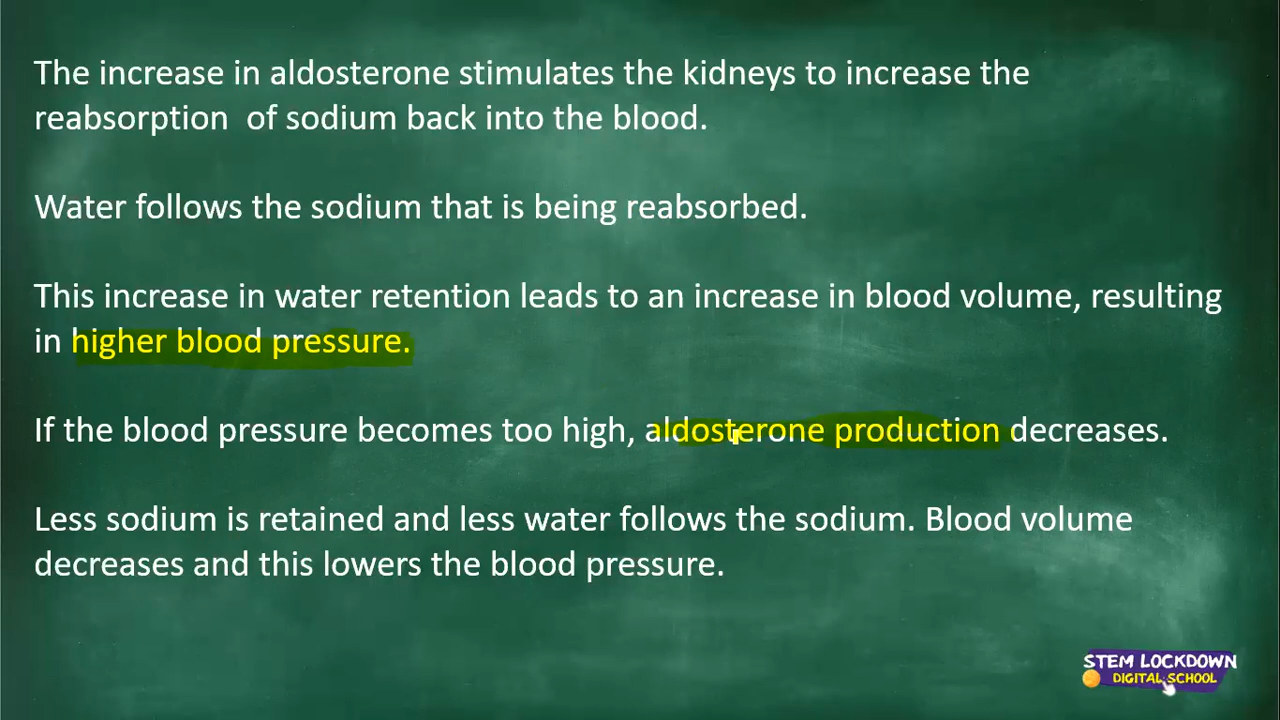 The increase in aldosterone stimulates the kidneys to increase the
reabsorption  of sodium back into the blood.
Water follows the sodium that is being reabsorbed.
This increase in water retention leads to an increase in blood volume, resulting
in higher blood pressure.
If the blood pressure becomes too high, aldosterone production decreases.
Less sodium is retained and less water follows the sodium. Blood volume
decreases and this lowers the blood pressure.
STEM LOCKDOWN
DIGITAL SCHOOL